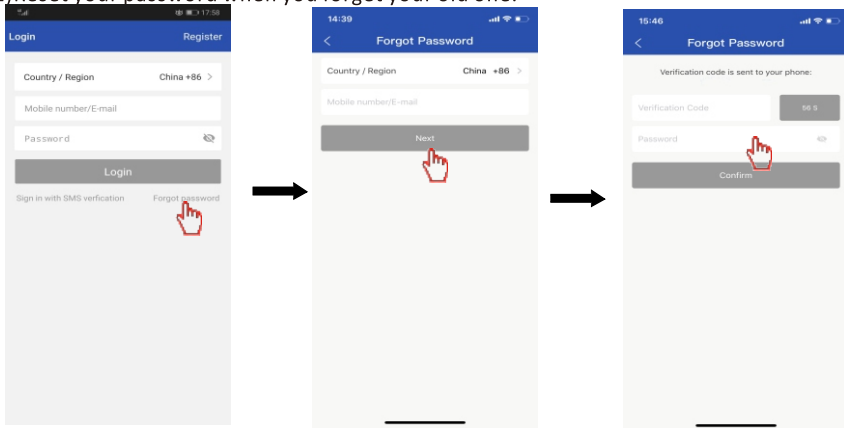 )Reset your password when you forget your old one.
17:58
Login Register
Country / Region China +86 >
Mobile number/E-mail
Password
Login
Sign in with SMS verfication Forgot password
14:39
< Forgot Password
Country / Region China +86 >
Mobile number/E-mail
Next
15:46
< Forgot Password
Verification code is sent to your phone:
Verification Code 56 S
Password
Confirm